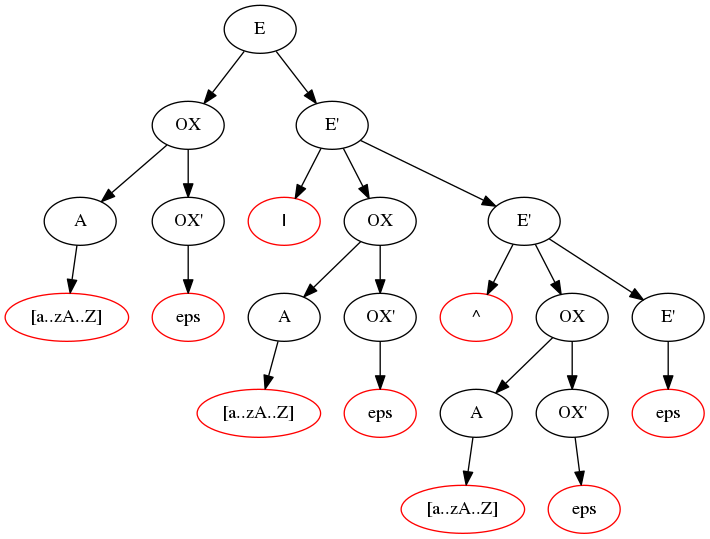 E
OX E'
A OX' | OX E'
[a..zA..Z] eps A OX' ^ OX E'
[a..zA..Z] eps A OX' eps
[a..zA..Z] eps